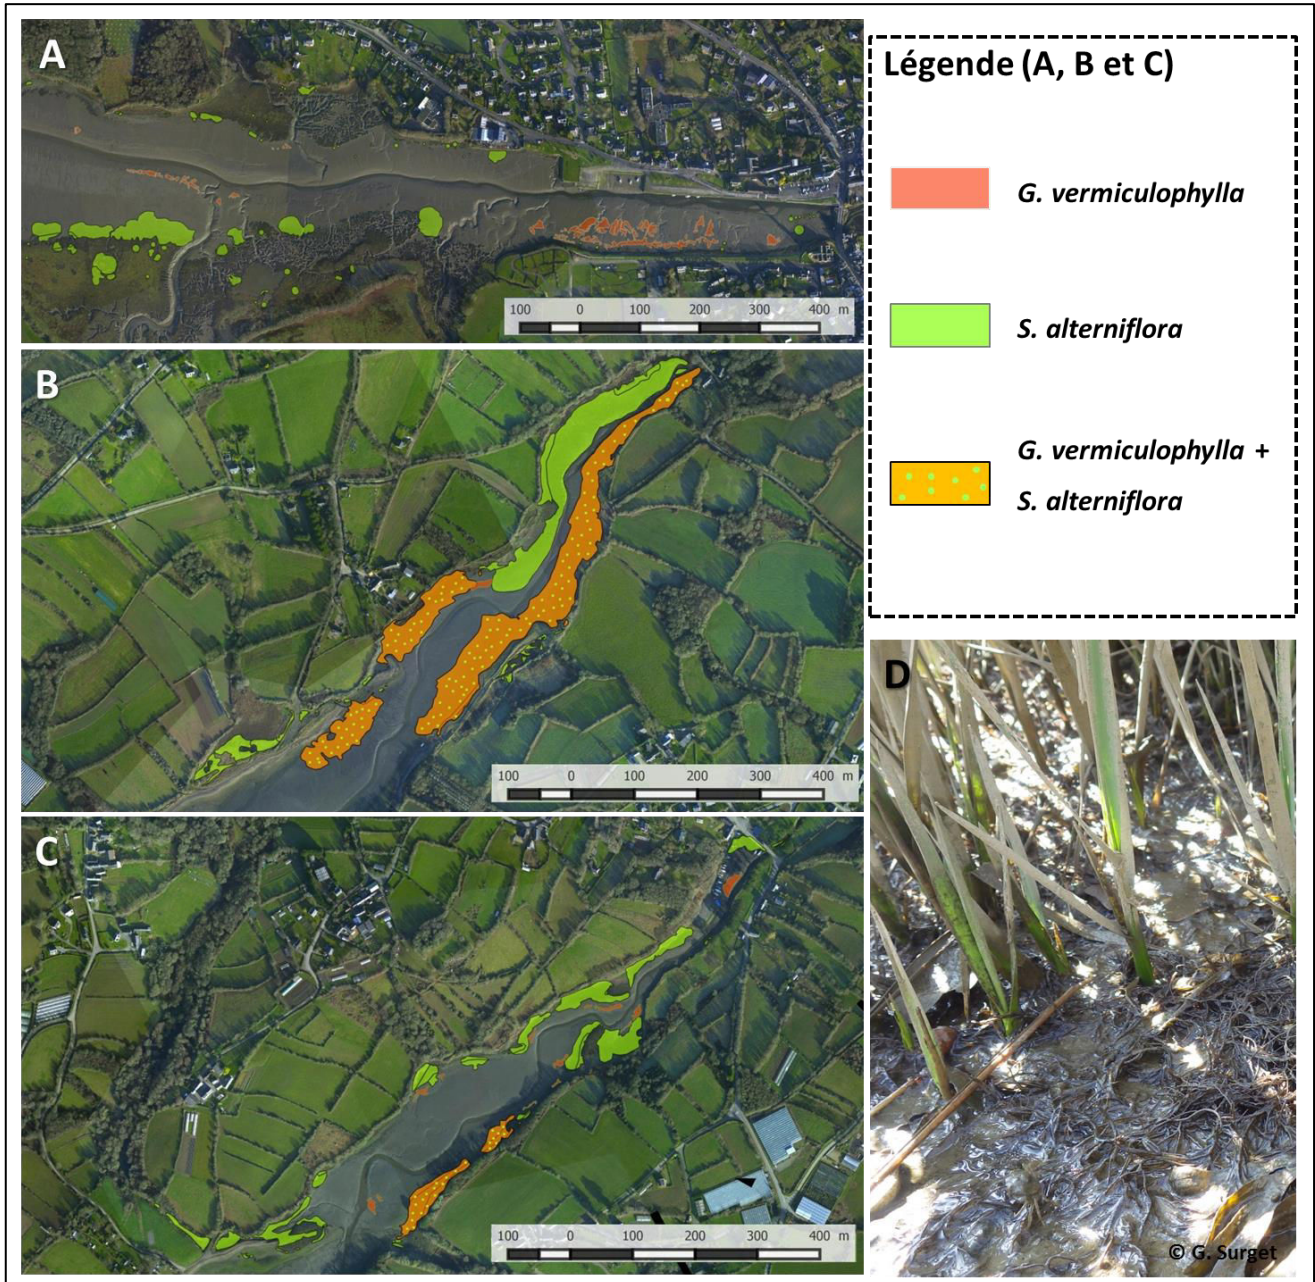 A
100 0 100 200 300 400 m
B
100 0 100 200 300 400 m
C
100 0 100 200 300 400 m
Légende (A, B et C)
G. vermiculophylla
S. alterniflora
G. vermiculophylla +
S. alterniflora
D
© G. Surget